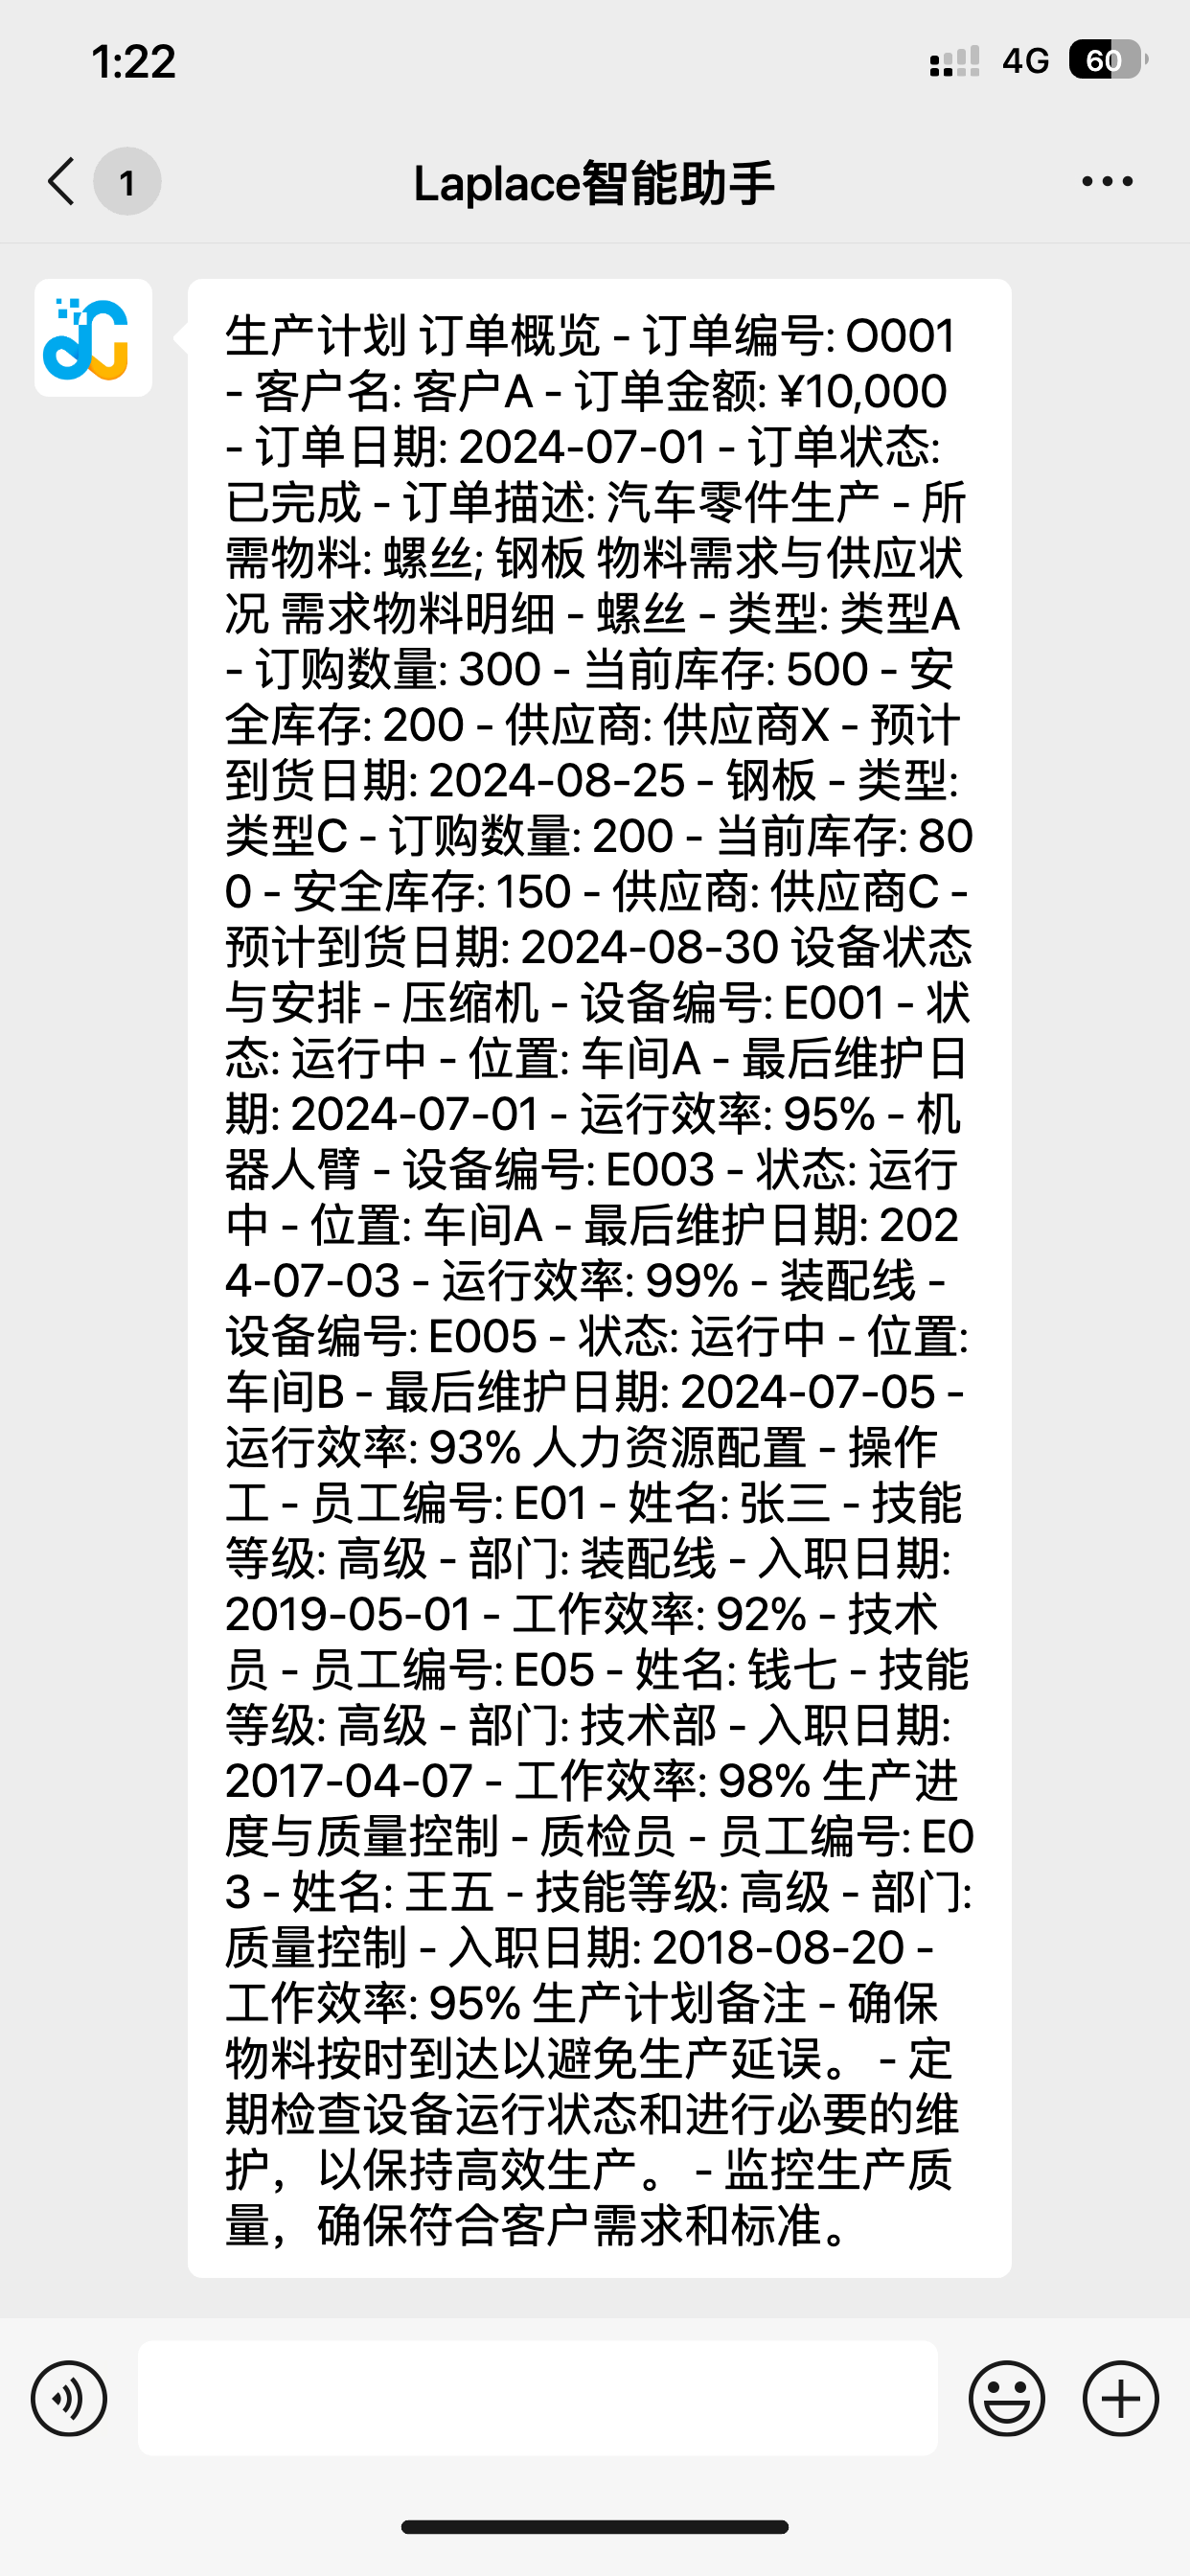 1:22
4G 60
1
Laplace智能助手
生产计划 订单概览 - 订单编号: O001
- 客户名: 客户A - 订单金额: ¥10,000
- 订单日期: 2024-07-01 - 订单状态:
已完成 - 订单描述: 汽车零件生产 - 所
需物料: 螺丝; 钢板 物料需求与供应状
况 需求物料明细 - 螺丝 - 类型: 类型A
- 订购数量: 300 - 当前库存: 500 - 安
全库存: 200 - 供应商: 供应商X - 预计
到货日期: 2024-08-25 - 钢板 - 类型:
类型C - 订购数量: 200 - 当前库存: 80
0 - 安全库存: 150 - 供应商: 供应商C -
预计到货日期: 2024-08-30 设备状态
与安排 - 压缩机 - 设备编号: E001 - 状
态: 运行中 - 位置: 车间A - 最后维护日
期: 2024-07-01 - 运行效率: 95% - 机
器人臂 - 设备编号: E003 - 状态: 运行
中 - 位置: 车间A - 最后维护日期: 202
4-07-03 - 运行效率: 99% - 装配线 -
设备编号: E005 - 状态: 运行中 - 位置:
车间B - 最后维护日期: 2024-07-05 -
运行效率: 93% 人力资源配置 - 操作
工 - 员工编号: E01 - 姓名: 张三 - 技能
等级: 高级 - 部门: 装配线 - 入职日期:
2019-05-01 - 工作效率: 92% - 技术
员 - 员工编号: E05 - 姓名: 钱七 - 技能
等级: 高级 - 部门: 技术部 - 入职日期:
2017-04-07 - 工作效率: 98% 生产进
度与质量控制 - 质检员 - 员工编号: E0
3 - 姓名: 王五 - 技能等级: 高级 - 部门:
质量控制 - 入职日期: 2018-08-20 -
工作效率: 95% 生产计划备注 - 确保
物料按时到达以避免生产延误。 - 定
期检查设备运行状态和进行必要的维
护，以保持高效生产。 - 监控生产质
量，确保符合客户需求和标准。